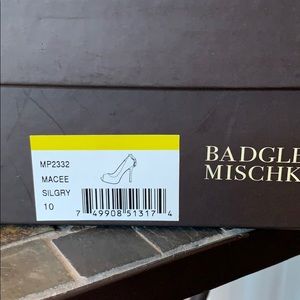 MP2332
MACEE
SILGRY
10
7 49908 51317 4
BADGLE
MISCHK